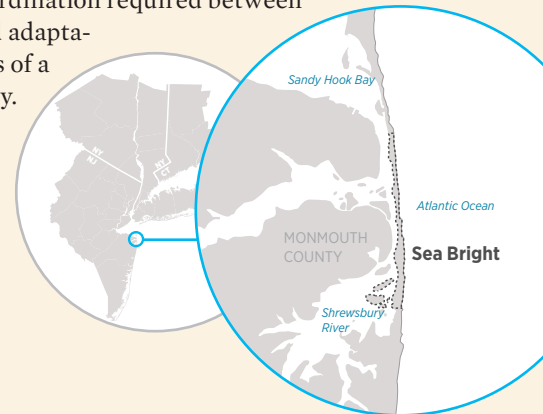 ordination required between
l adapta-
s of a
y.
NY
NJ
NY
CT
Sandy Hook Bay
Atlantic Ocean
MONMOUTH
COUNTY
Sea Bright
Shrewsbury
River